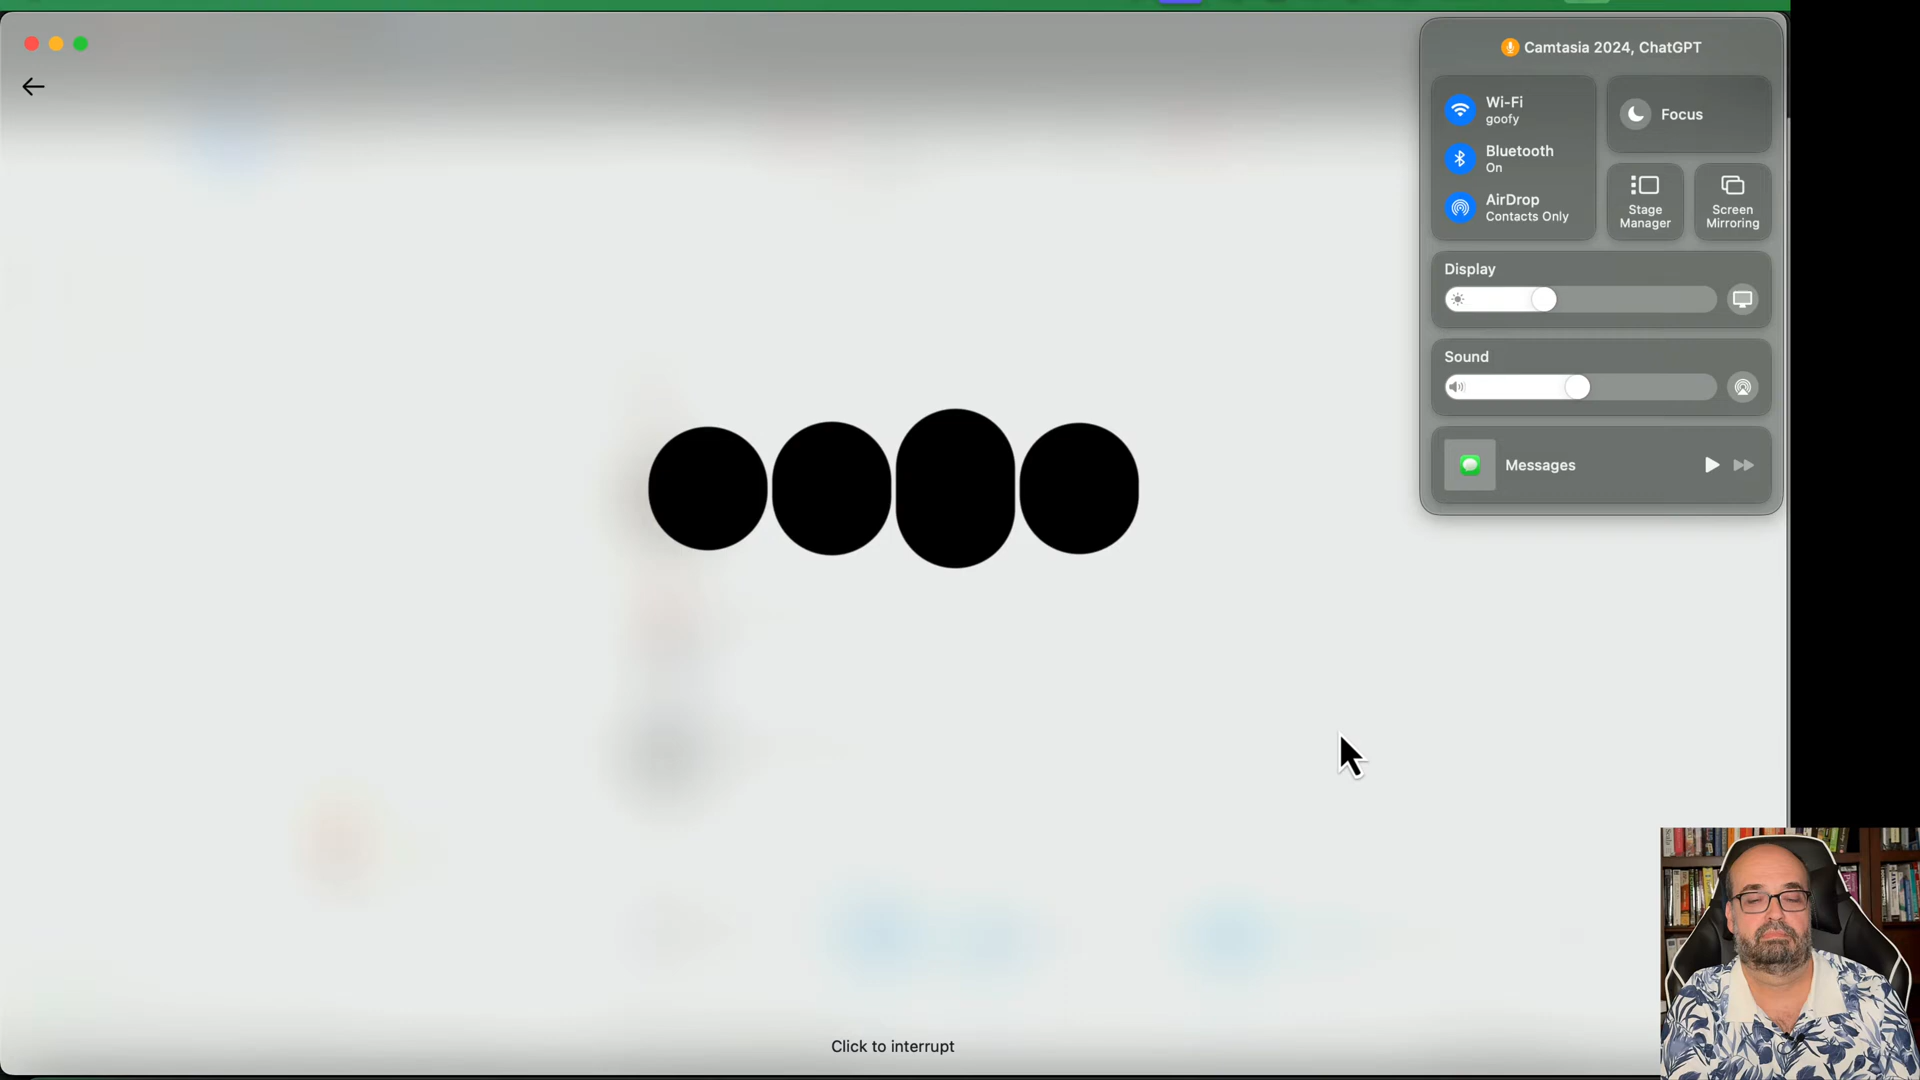 Camtasia 2024, ChatGPT
Wi-Fi
goofy
Focus
Bluetooth
On
AirDrop
Contacts Only
Stage
Manager
Screen
Mirroring
Display
Sound
Messages
Click to interrupt